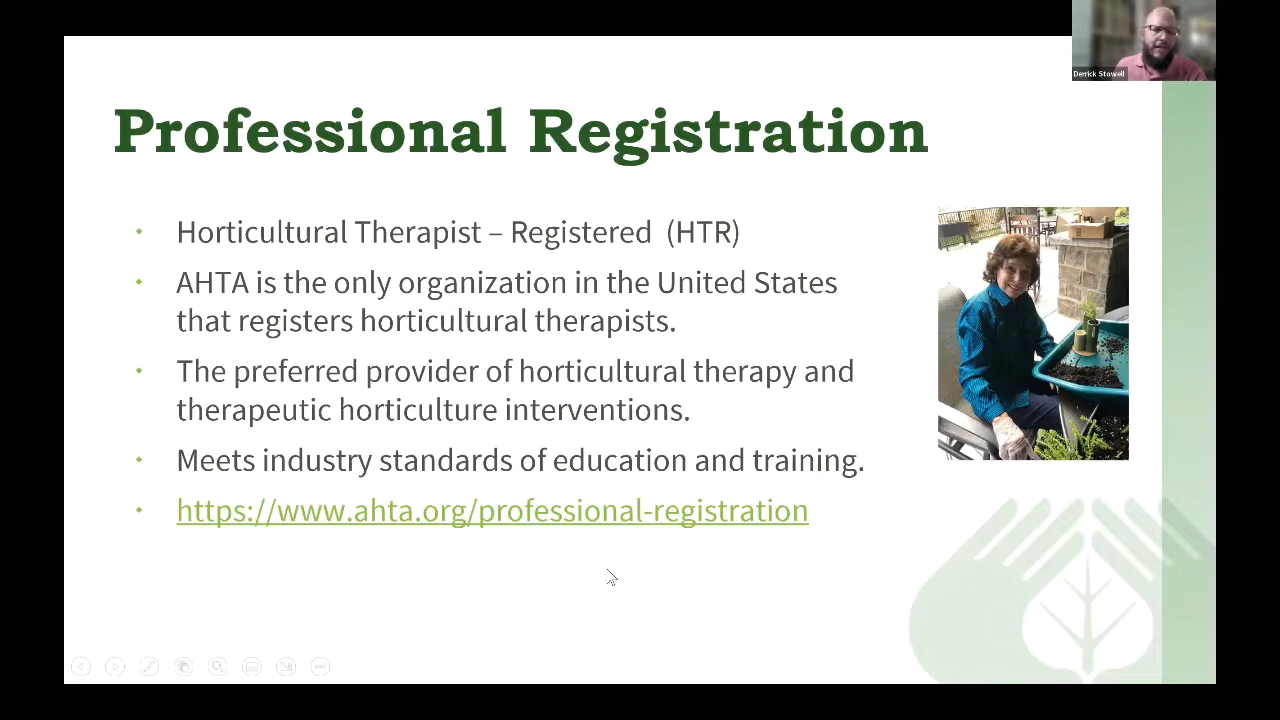 Derrick Stowell
Professional Registration
Horticultural Therapist – Registered (HTR)
AHTA is the only organization in the United States
that registers horticultural therapists.
The preferred provider of horticultural therapy and
therapeutic horticulture interventions.
Meets industry standards of education and training.
https://www.ahta.org/professional-registration